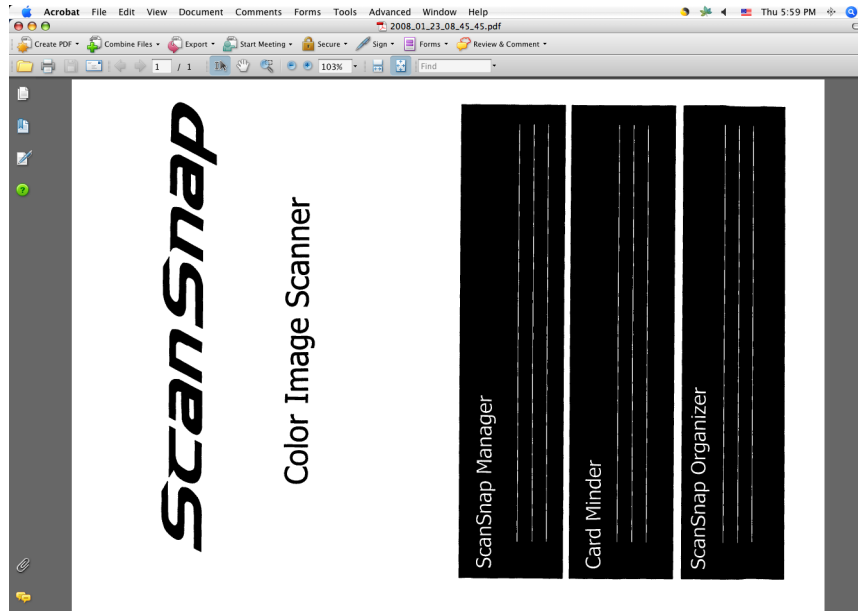 Acrobat File Edit View Document Comments Forms Tools Advanced Window Help Thu 5:59 PM
2008_01_23_08_45_45.pdf
Create PDF Combine Files Export Start Meeting Secure Sign Forms Review & Comment
1 / 1 103% Find
ScanSnap
Color Image Scanner
ScanSnap Manager
Card Minder
ScanSnap Organizer